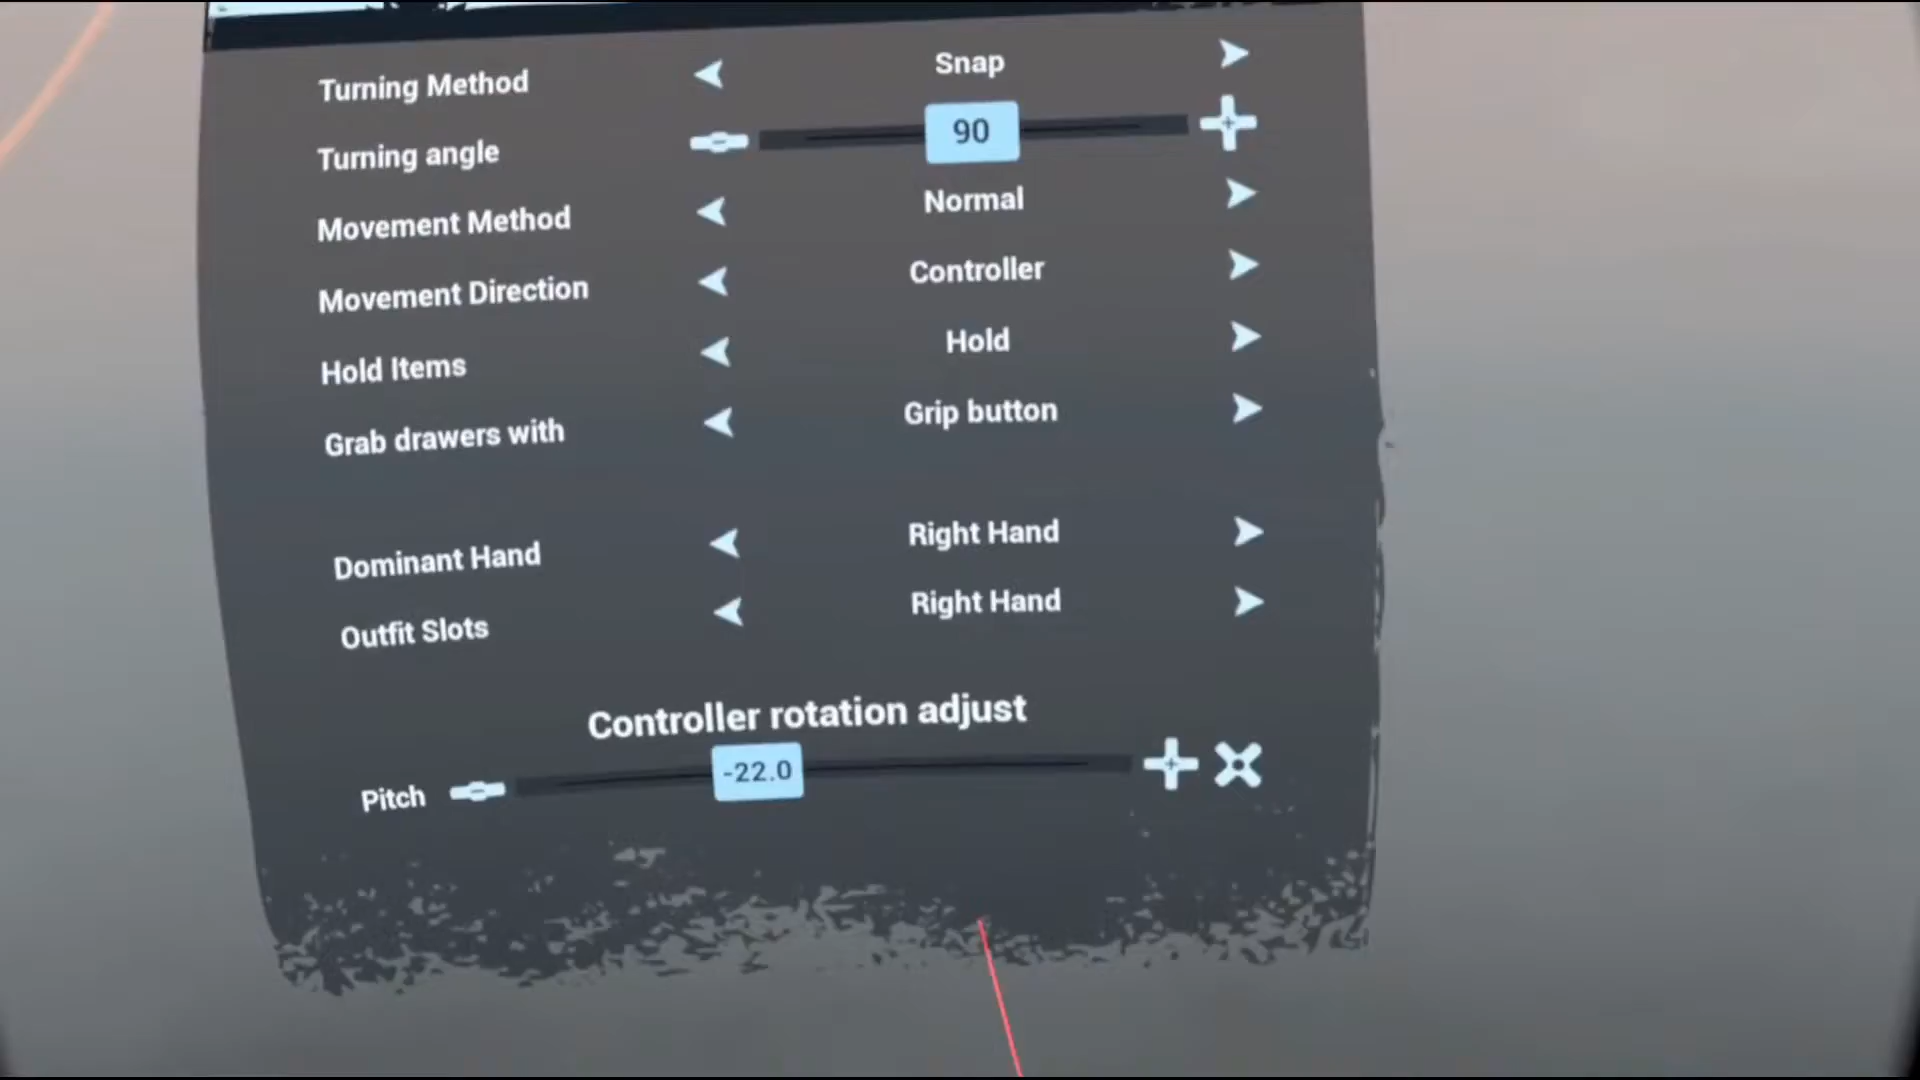 Turning Method Snap
Turning angle 90
Movement Method Normal
Movement Direction Controller
Hold Items Hold
Grab drawers with Grip button
Dominant Hand Right Hand
Outfit Slots Right Hand
Controller rotation adjust
Pitch -22.0